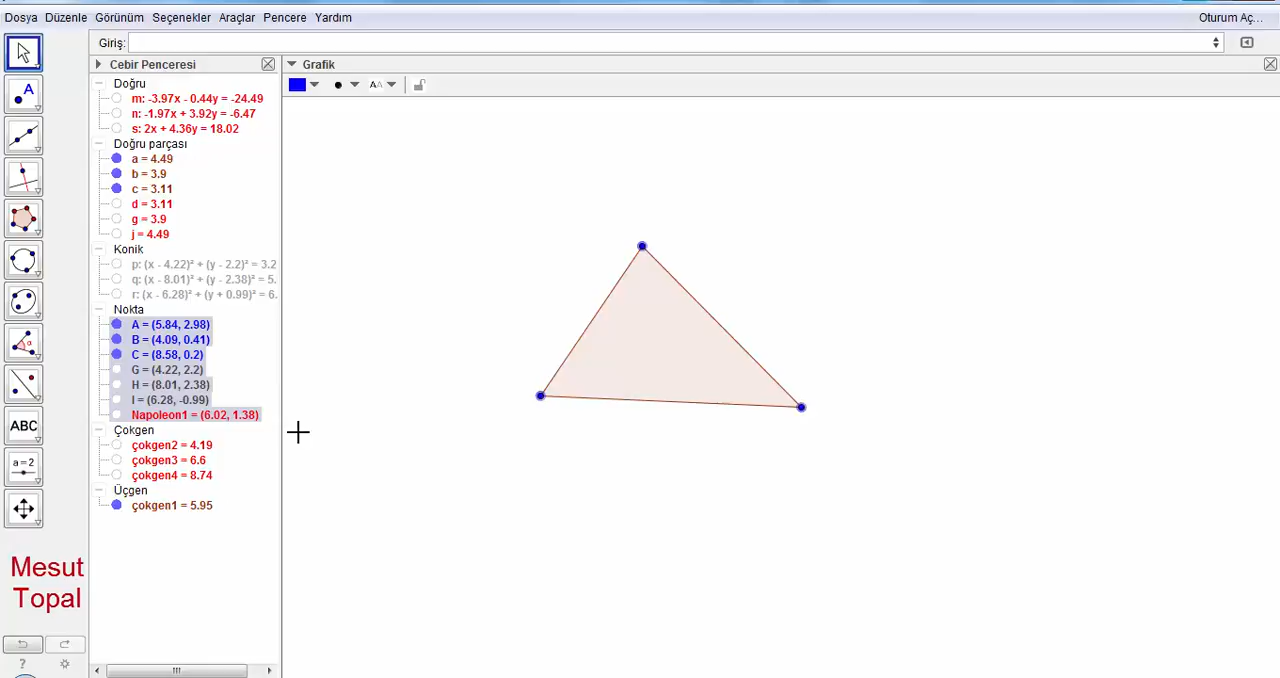 Dosya Düzenle Görünüm Seçenekler Araçlar Pencere Yardım Oturum Aç...
Giriş:
Cebir Penceresi
Grafik
AA
A
Doğru
m: -3.97x - 0.44y = -24.49
n: -1.97x + 3.92y = -6.47
s: 2x + 4.36y = 18.02
Doğru parçası
a = 4.49
b = 3.9
c = 3.11
d = 3.11
g = 3.9
j = 4.49
Konik
p: (x - 4.22)² + (y - 2.2)² = 3.2
q: (x - 8.01)² + (y - 2.38)² = 5.
r: (x - 6.28)² + (y + 0.99)² = 6.
Nokta
A = (5.84, 2.98)
B = (4.09, 0.41)
C = (8.58, 0.2)
G = (4.22, 2.2)
H = (8.01, 2.38)
I = (6.28, -0.99)
Napoleon1 = (6.02, 1.38)
Çokgen
çokgen2 = 4.19
çokgen3 = 6.6
çokgen4 = 8.74
Üçgen
çokgen1 = 5.95
α
ABC
a=2
Mesut
Topal
?